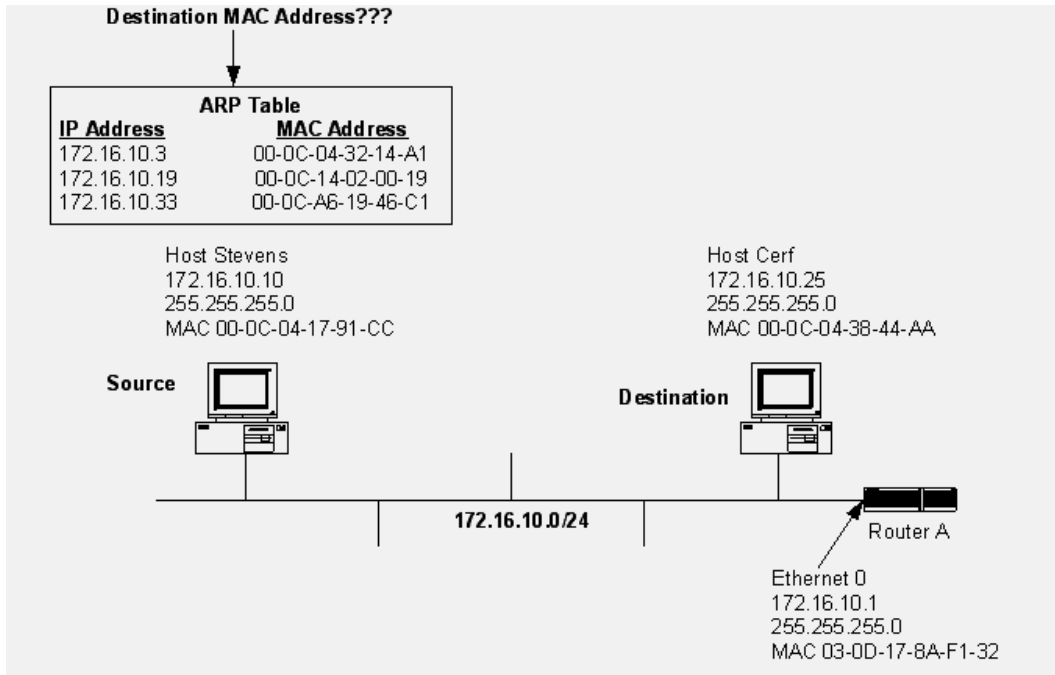 Destination MAC Address???
ARP Table
IP Address MAC Address
172.16.10.3 00-0C-04-32-14-A1
172.16.10.19 00-0C-14-02-00-19
172.16.10.33 00-0C-A6-19-46-C1
Host Stevens
172.16.10.10
255.255.255.0
MAC 00-0C-04-17-91-CC
Host Cerf
172.16.10.25
255.255.255.0
MAC 00-0C-04-38-44-AA
Source
Destination
172.16.10.0/24
Router A
Ethernet 0
172.16.10.1
255.255.255.0
MAC 03-0D-17-8A-F1-32